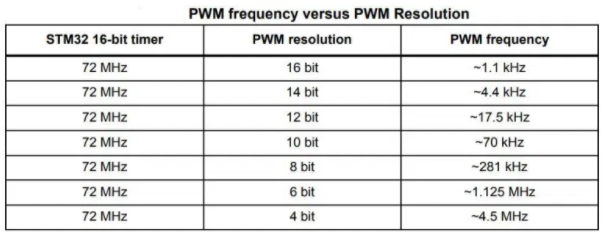 PWM frequency versus PWM Resolution
STM32 16-bit timer PWM resolution PWM frequency
72 MHz 16 bit ~1.1 kHz
72 MHz 14 bit ~4.4 kHz
72 MHz 12 bit ~17.5 kHz
72 MHz 10 bit ~70 kHz
72 MHz 8 bit ~281 kHz
72 MHz 6 bit ~1.125 MHz
72 MHz 4 bit ~4.5 MHz